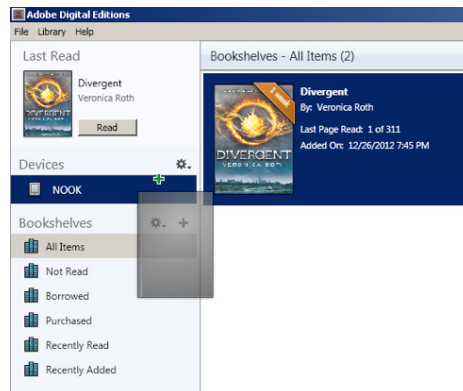 Adobe Digital Editions
File Library Help
Last Read
Divergent
Veronica Roth
DIVERGENT
Read
Devices
NOOK
Bookshelves
All Items
Not Read
Borrowed
Purchased
Recently Read
Recently Added
Bookshelves - All Items (2)
1 week
DIVERGENT
VERONICA ROTH
Divergent
By: Veronica Roth
Last Page Read: 1 of 311
Added On: 12/26/2012 7:45 PM